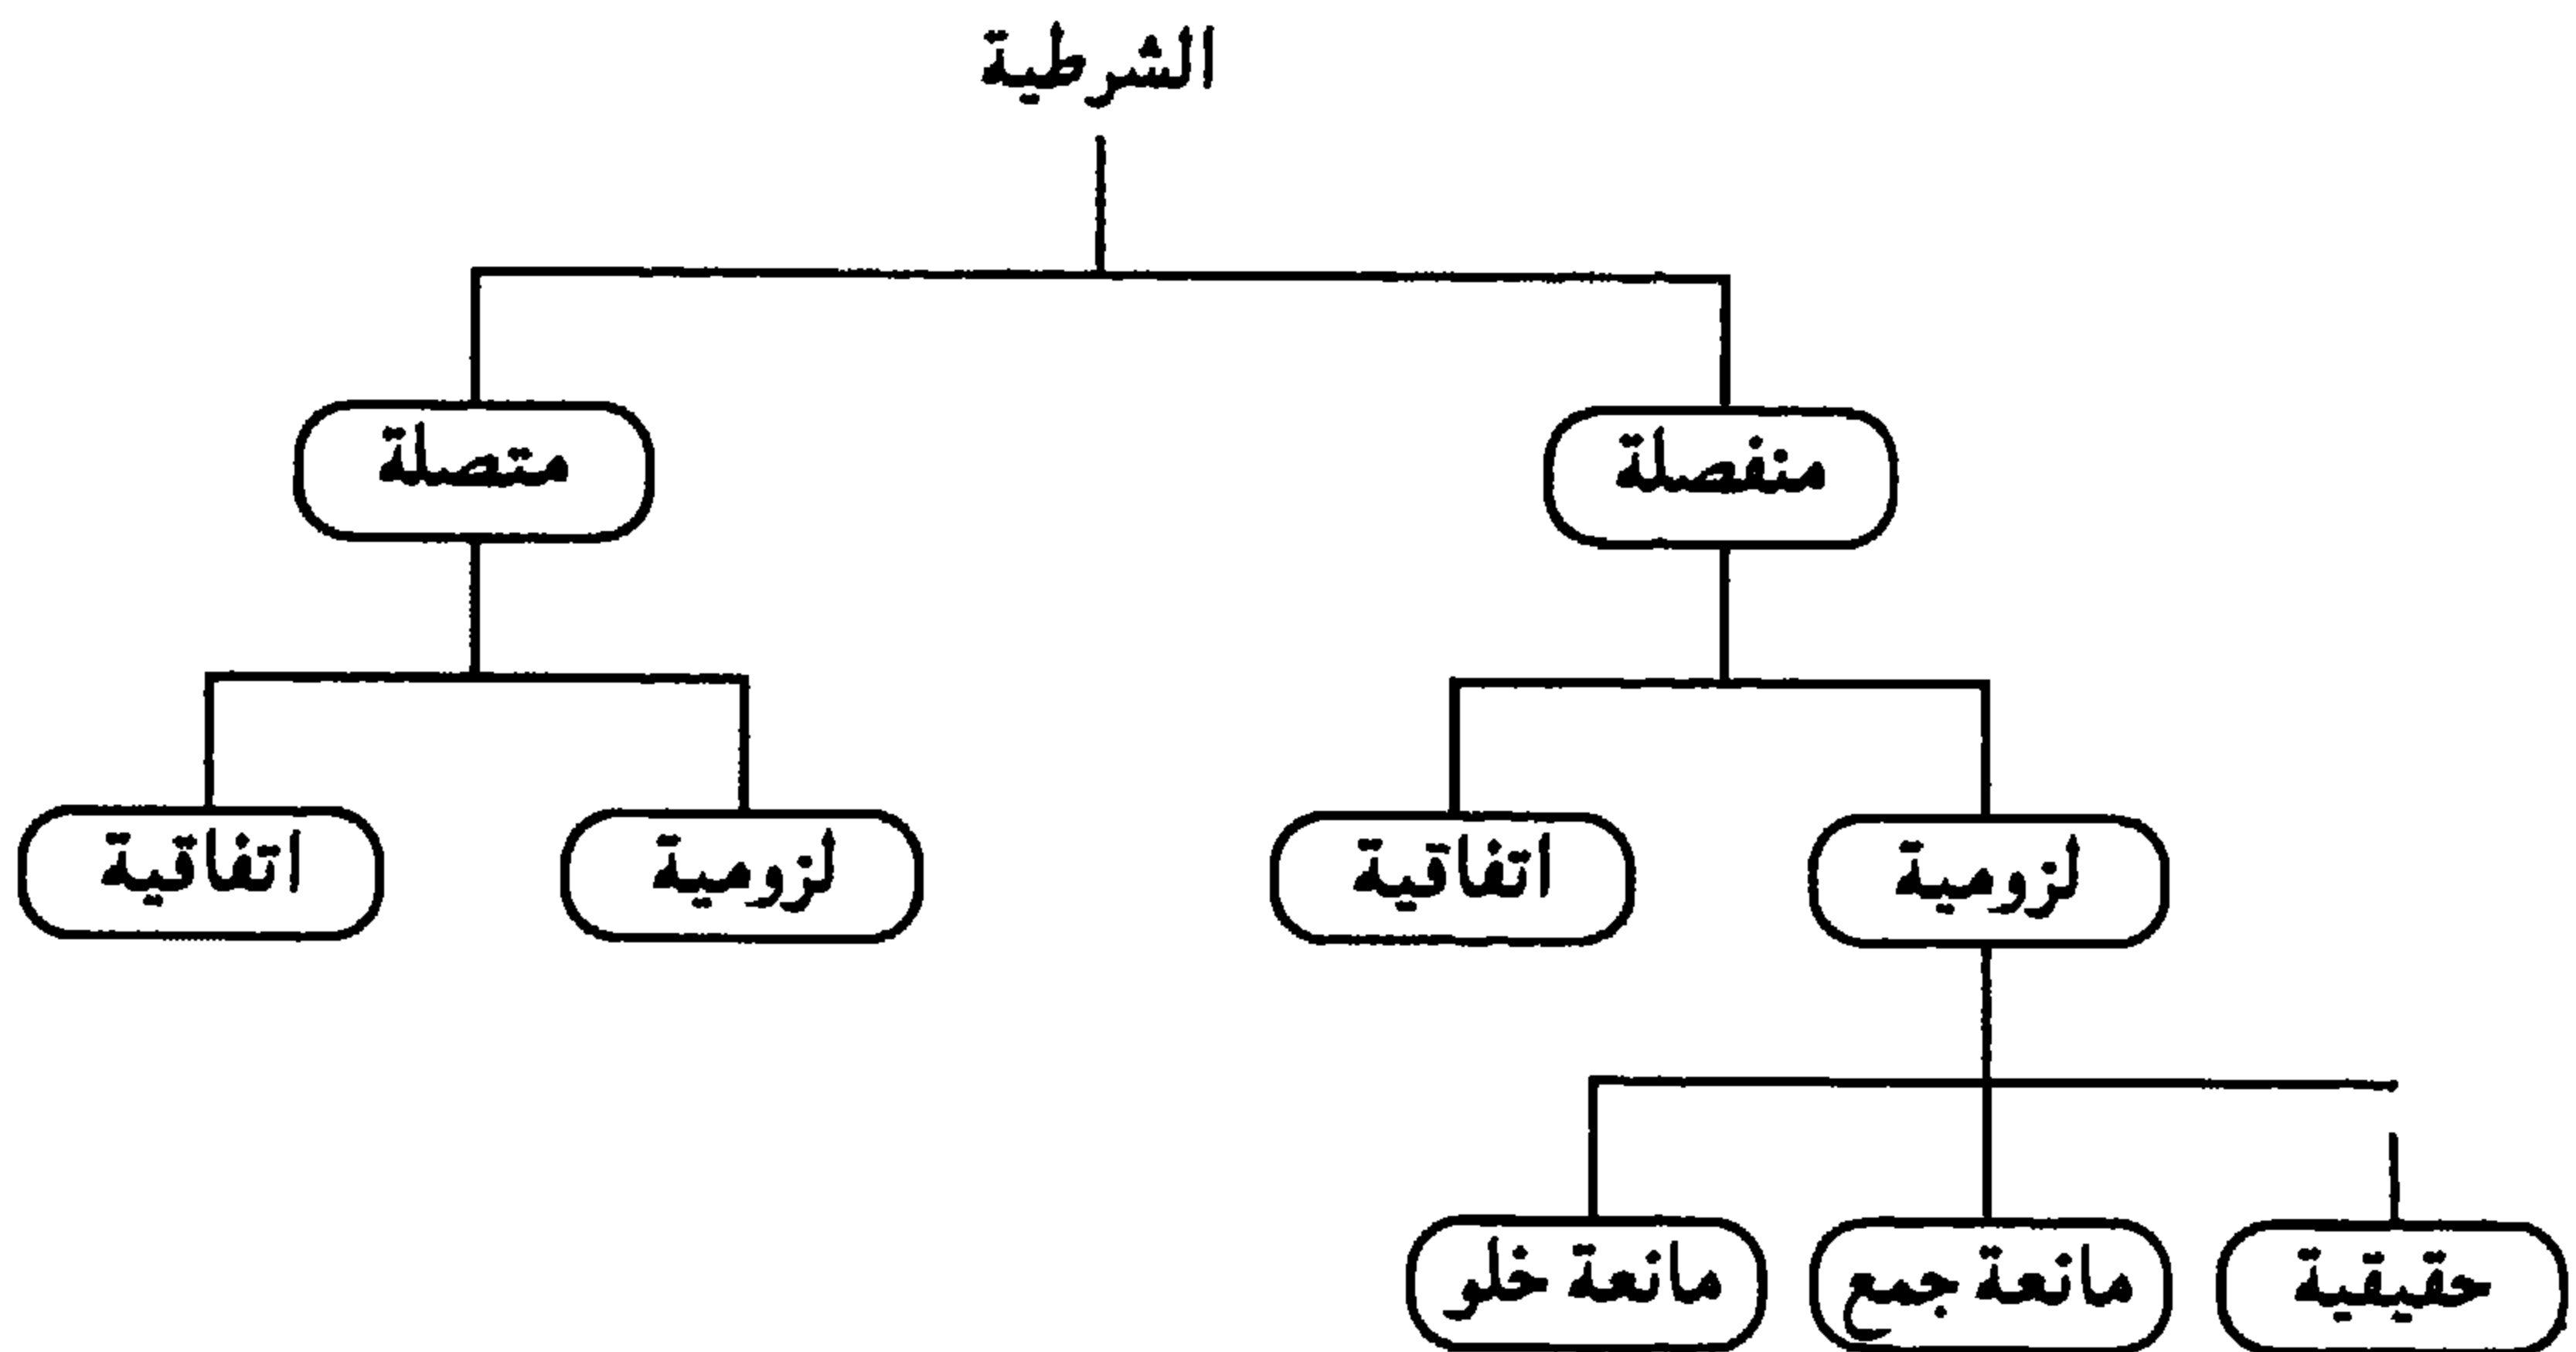 الشرطية
منفصلة
متصلة
لزومية
اتفاقية
لزومية
اتفاقية
حقيقية
مانعة جمع
مانعة خلو